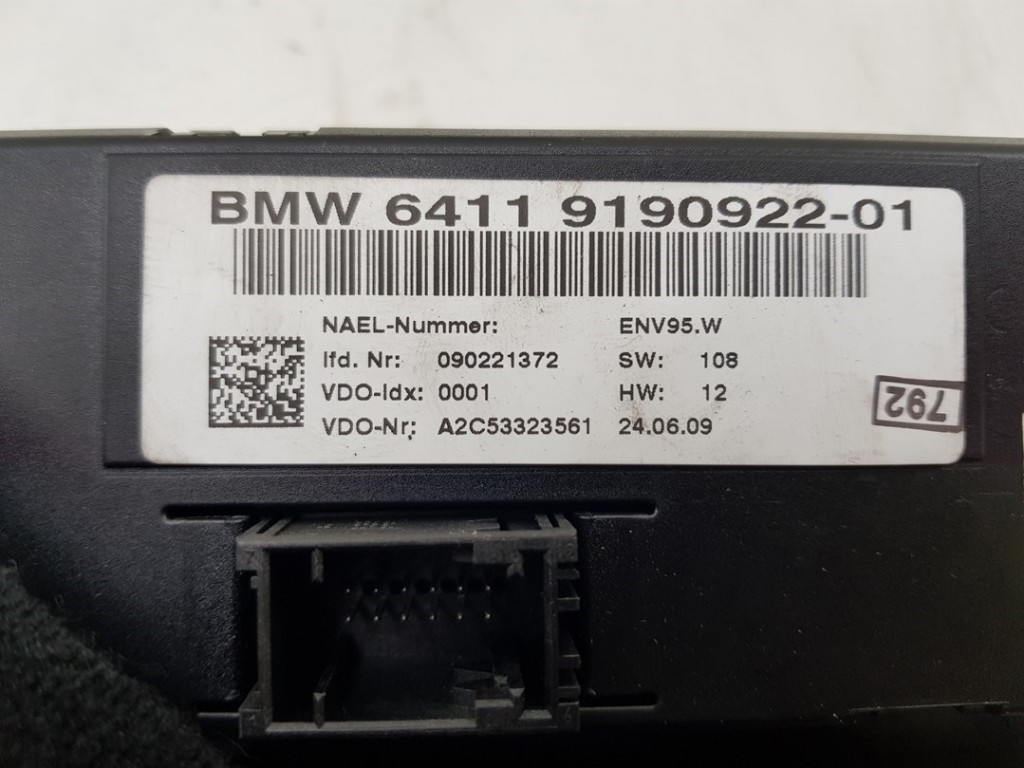 BMW 6411 9190922-01
NAEL-Nummer: ENV95.W
lfd. Nr: 090221372 SW: 108
VDO-Idx: 0001 HW: 12
VDO-Nr: A2C53323561 24.06.09
792